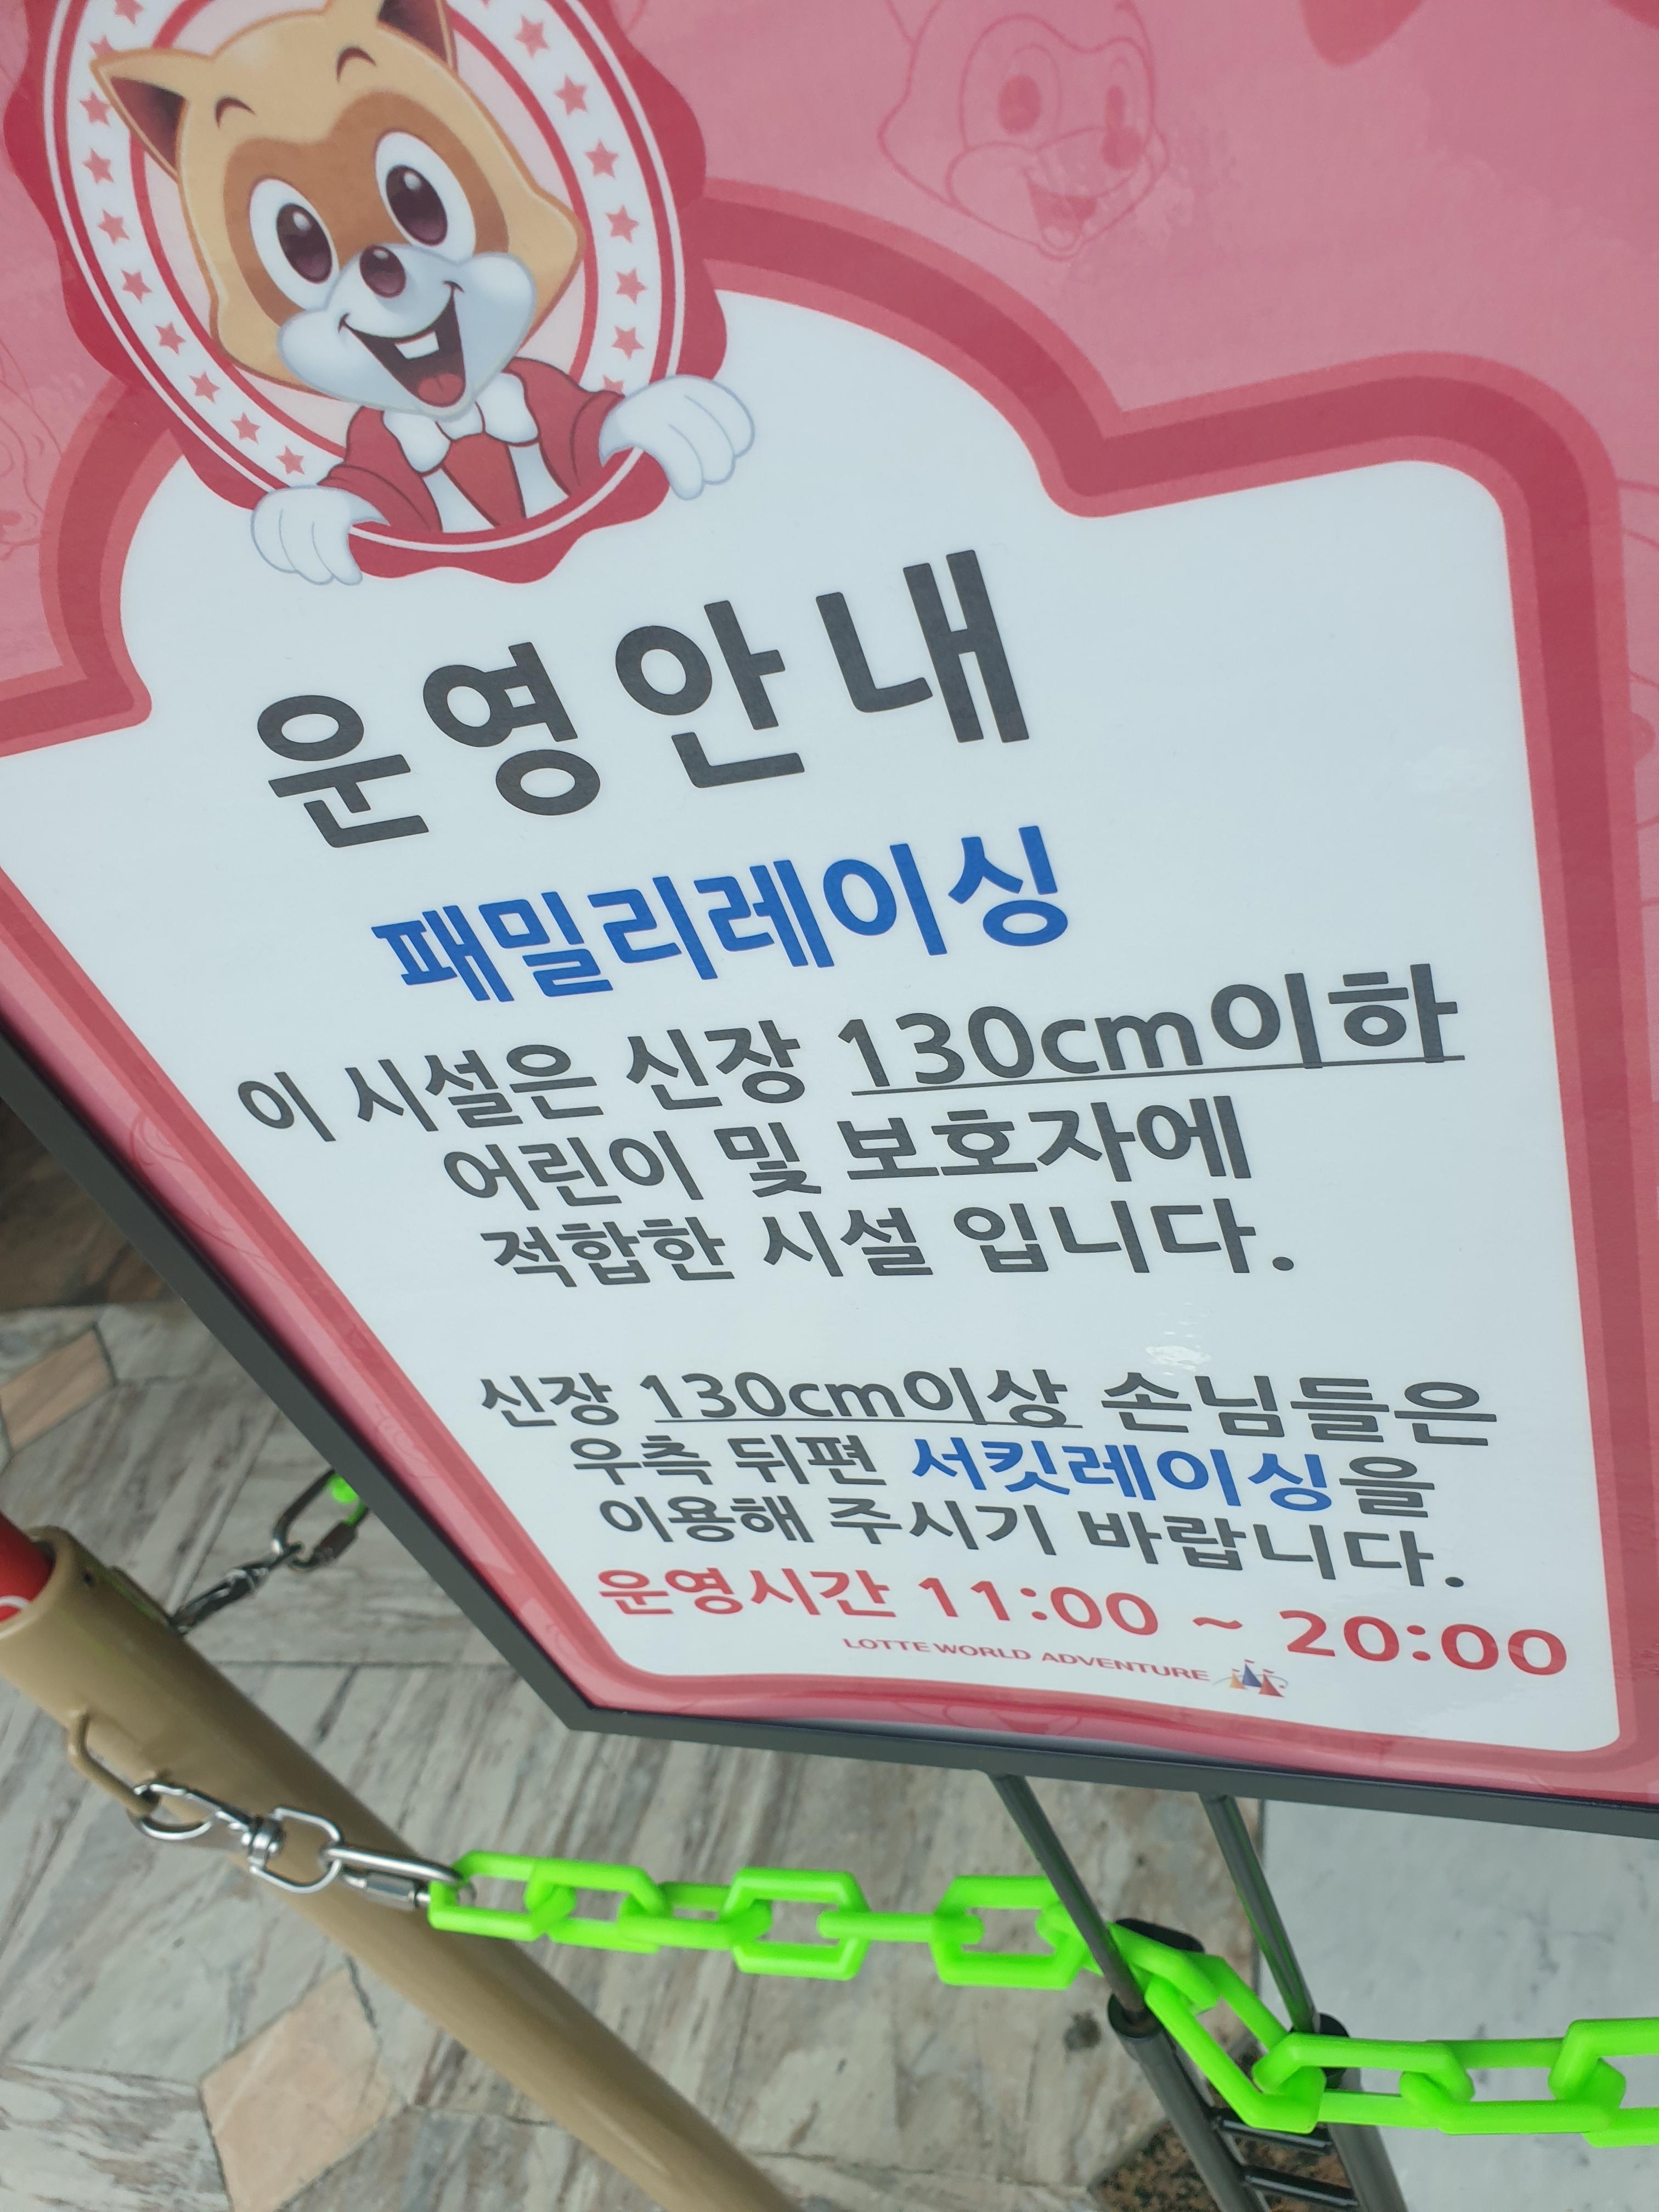 운영안내
패밀리레이싱
이 시설은 신장 130cm이하
어린이 및 보호자에
적합한 시설 입니다.
신장 130cm이상 손님들은
우측 뒤편 서킷레이싱을
이용해 주시기 바랍니다.
운영시간 11:00 ~ 20:00
LOTTE WORLD ADVENTURE